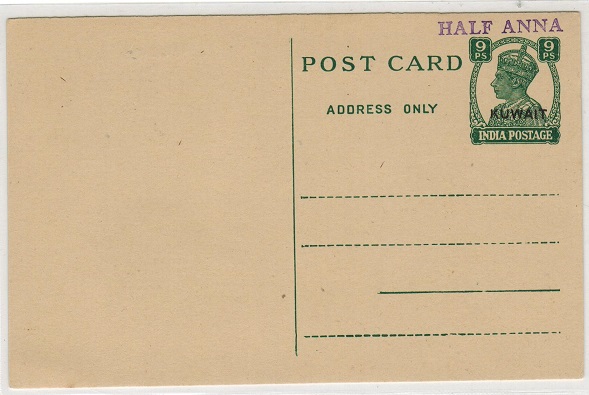 HALF ANNA
9 PS 9 PS
POST CARD
ADDRESS ONLY
KUWAIT
INDIA POSTAGE